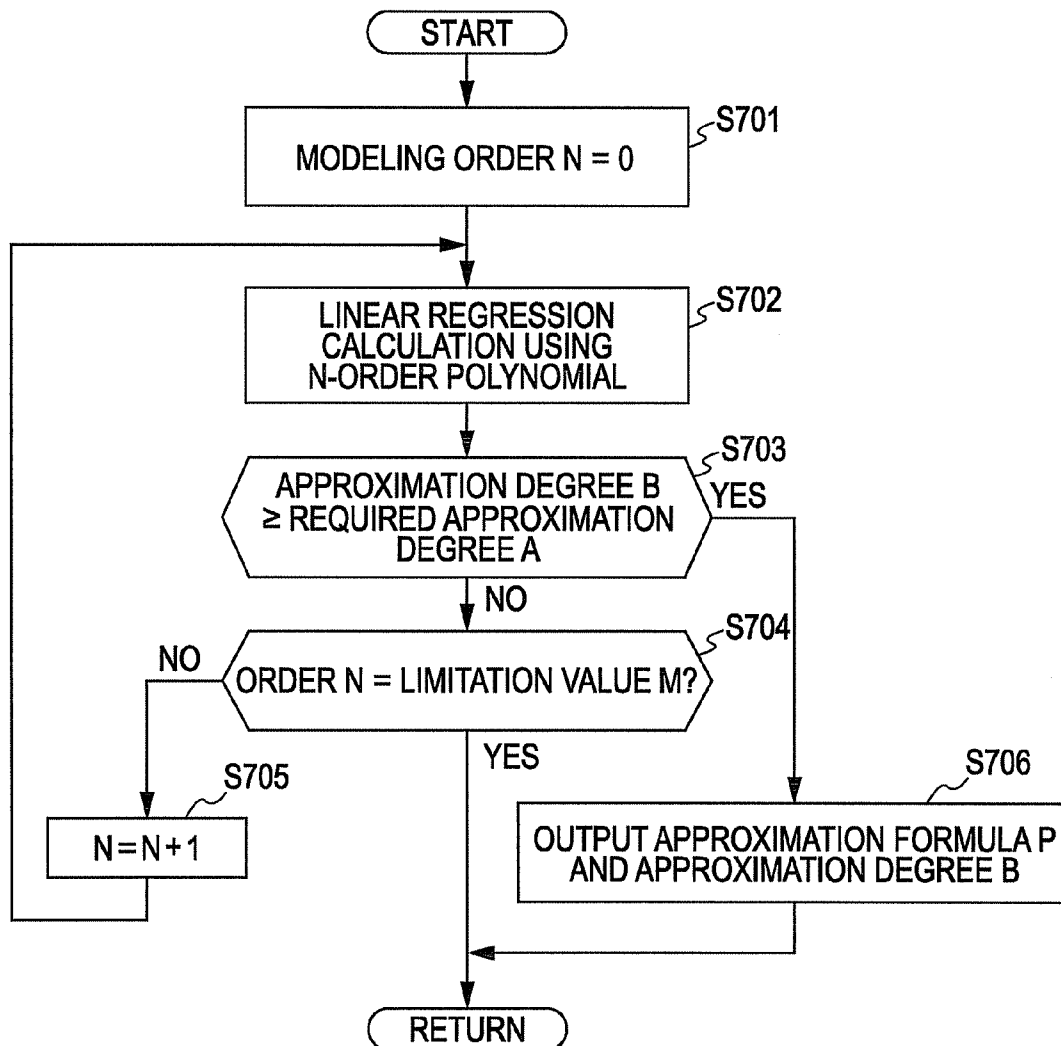 START
S701
MODELING ORDER N = 0
S702
LINEAR REGRESSION
CALCULATION USING
N-ORDER POLYNOMIAL
S703
APPROXIMATION DEGREE B
≥ REQUIRED APPROXIMATION
DEGREE A
YES
NO
S704
NO
ORDER N = LIMITATION VALUE M?
YES
S705
N=N+1
S706
OUTPUT APPROXIMATION FORMULA P
AND APPROXIMATION DEGREE B
RETURN